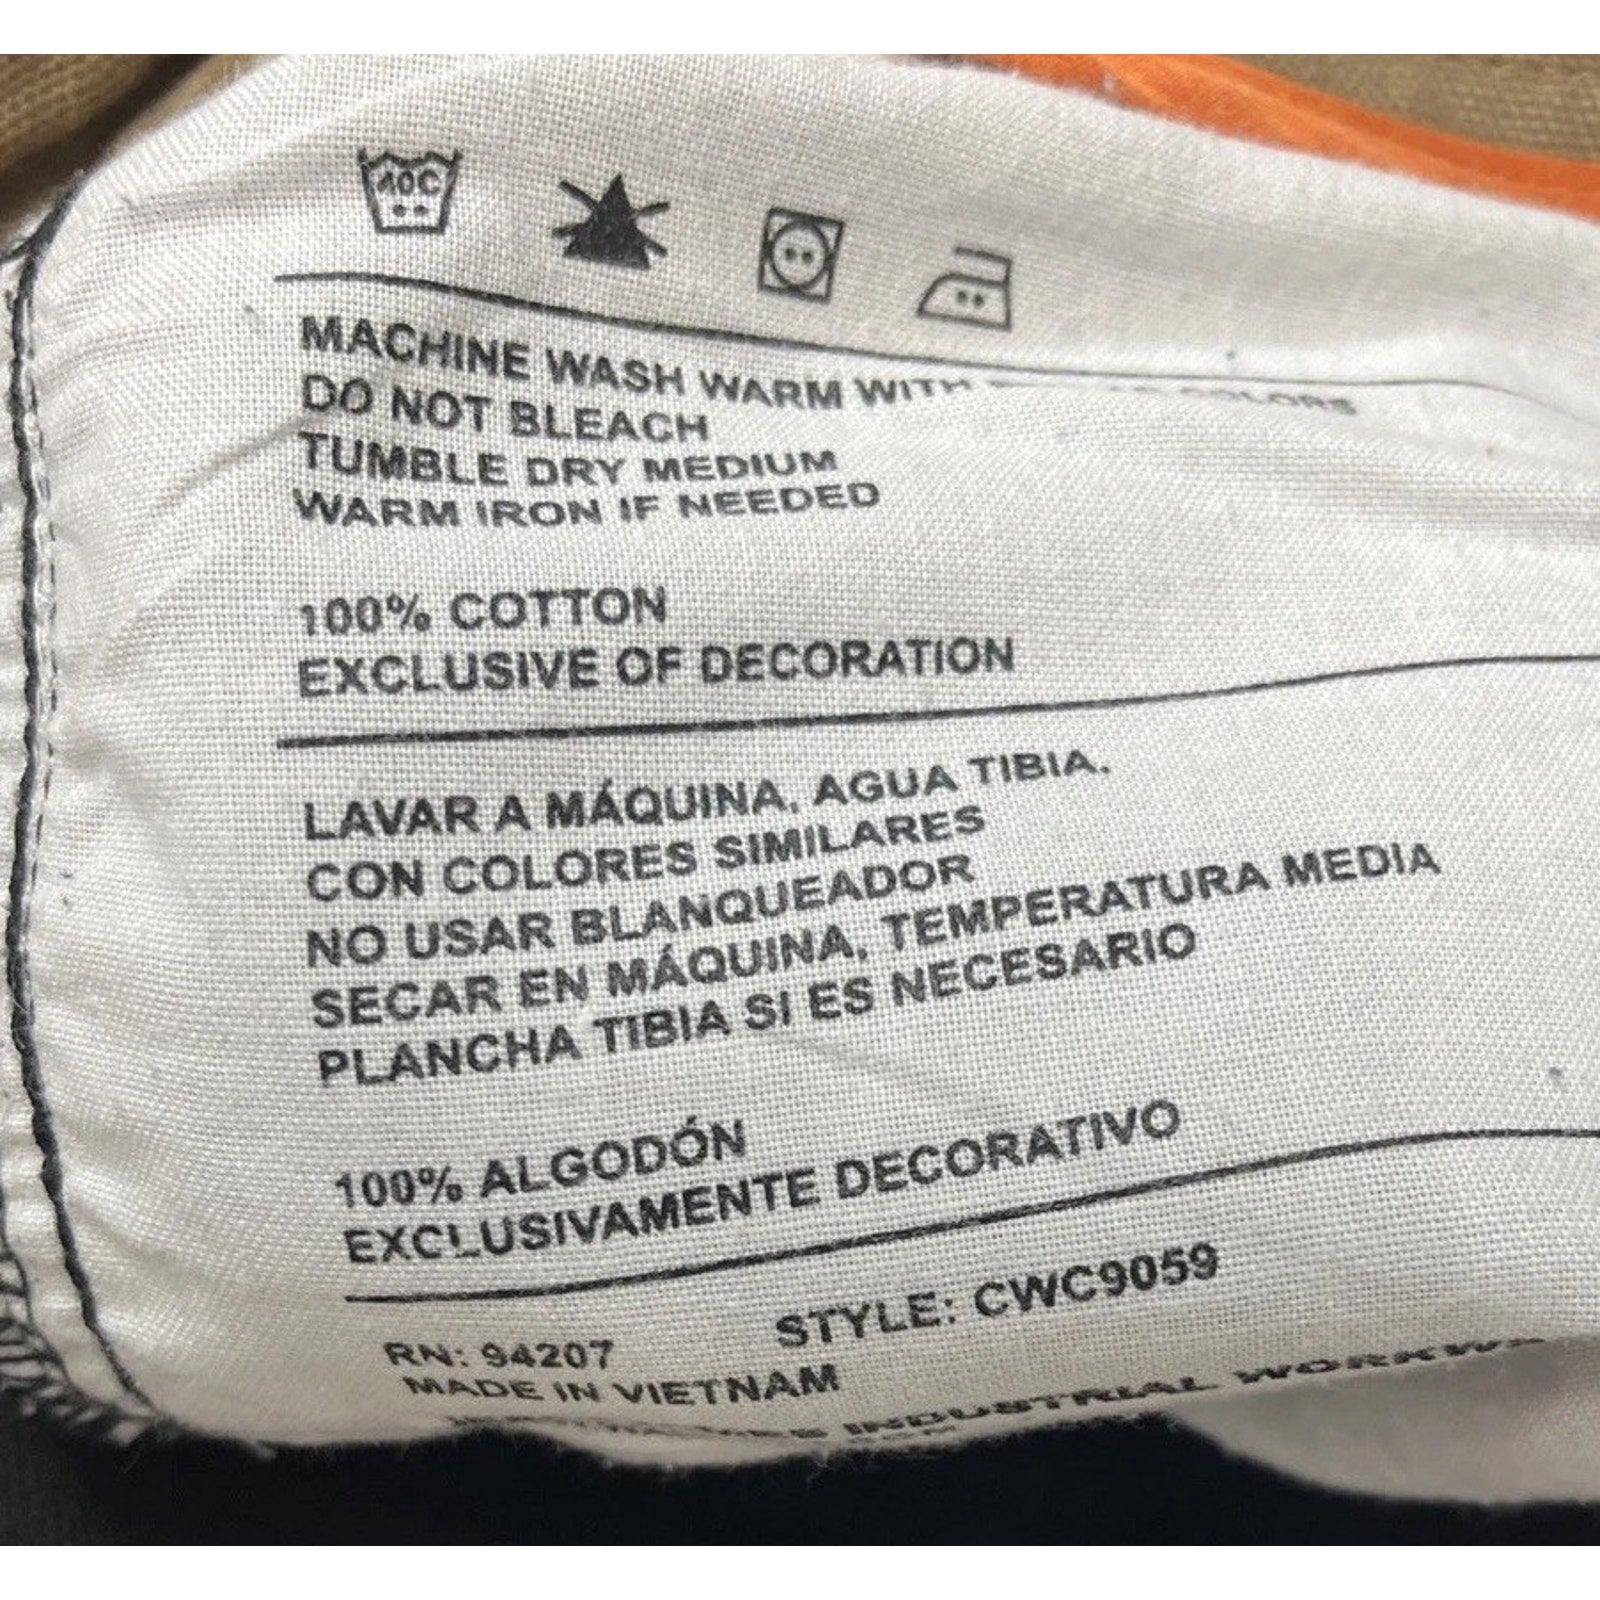 40C
MACHINE WASH WARM WITH COLORS
DO NOT BLEACH
TUMBLE DRY MEDIUM
WARM IRON IF NEEDED
100% COTTON
EXCLUSIVE OF DECORATION
LAVAR A MÁQUINA, AGUA TIBIA,
CON COLORES SIMILARES
NO USAR BLANQUEADOR
SECAR EN MÁQUINA, TEMPERATURA MEDIA
PLANCHA TIBIA SI ES NECESARIO
100% ALGODÓN
EXCLUSIVAMENTE DECORATIVO
RN: 94207 STYLE: CWC9059
MADE IN VIETNAM
INDUSTRIAL